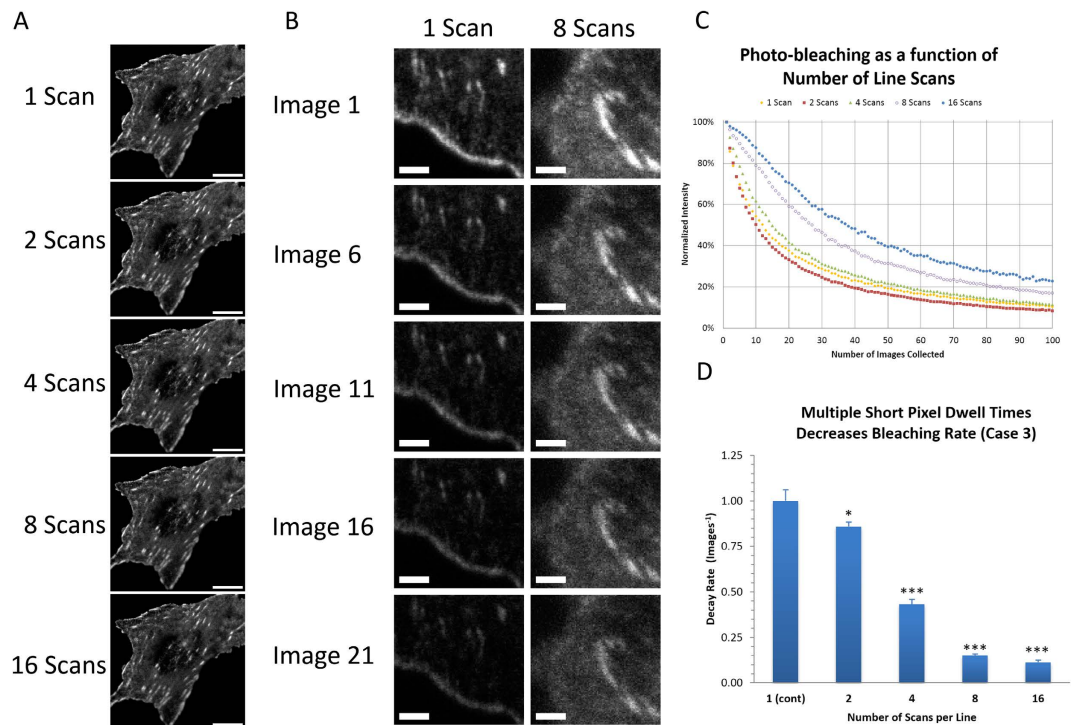 A
1 Scan
2 Scans
4 Scans
8 Scans
16 Scans
B
1 Scan 8 Scans
Image 1
Image 6
Image 11
Image 16
Image 21
C
Photo-bleaching as a function of
Number of Line Scans
1 Scan 2 Scans 4 Scans 8 Scans 16 Scans
Normalized Intensity
100%
80%
60%
40%
20%
0%
0 10 20 30 40 50 60 70 80 90 100
Number of Images Collected
D
Multiple Short Pixel Dwell Times
Decreases Bleaching Rate (Case 3)
Decay Rate (Images⁻¹)
1.25
1.00
0.75
0.50
0.25
0.00
* *** *** ***
1 (cont) 2 4 8 16
Number of Scans per Line